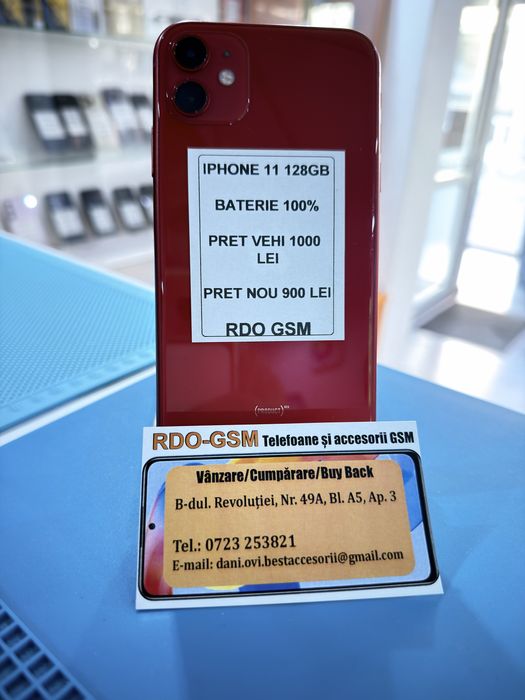 IPHONE 11 128GB
BATERIE 100%
PRET VEHI 1000
LEI
PRET NOU 900 LEI
RDO GSM
(PRODUCT)RED
RDO-GSM Telefoane și accesorii GSM
Vânzare/Cumpărare/Buy Back
B-dul. Revoluției, Nr. 49A, Bl. A5, Ap. 3
Tel.: 0723 253821
E-mail: dani.ovi.bestaccesorii@gmail.com